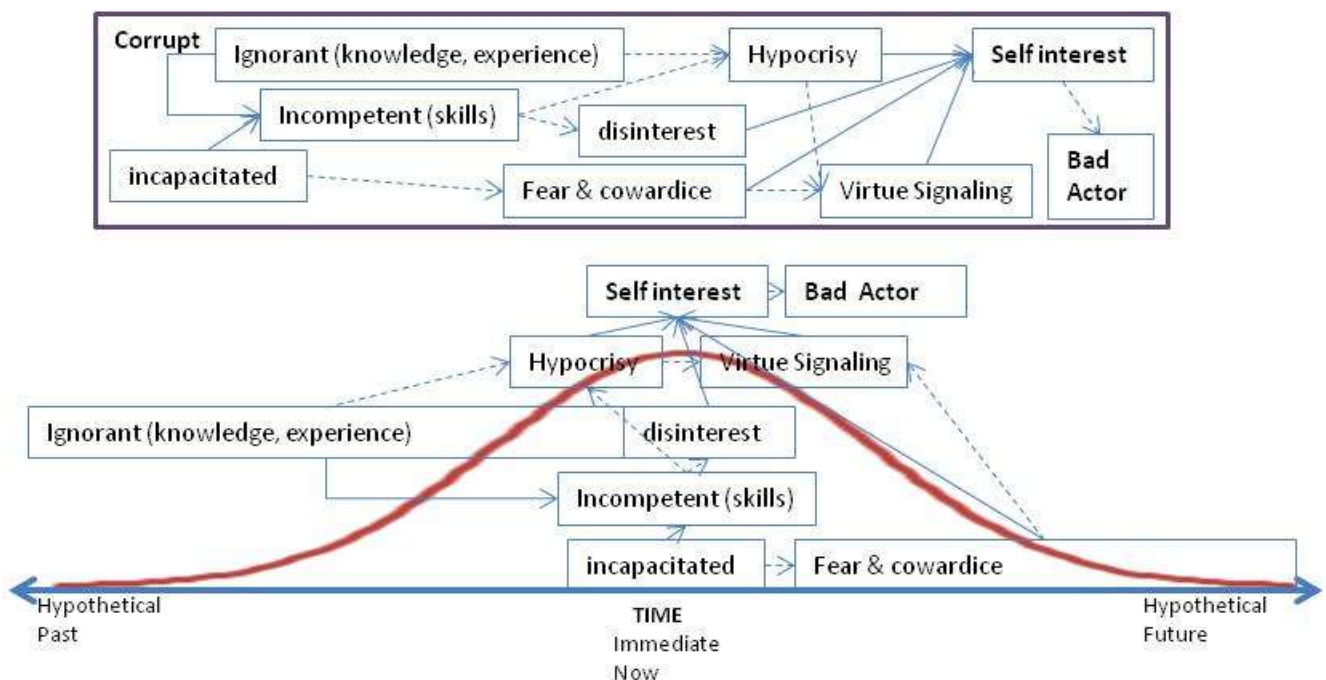 Corrupt
Ignorant (knowledge, experience)
Hypocrisy
Self interest
Incompetent (skills)
disinterest
incapacitated
Fear & cowardice
Virtue Signaling
Bad
Actor
Self interest
Bad Actor
Hypocrisy
Virtue Signaling
Ignorant (knowledge, experience)
disinterest
Incompetent (skills)
incapacitated
Fear & cowardice
Hypothetical
Past
TIME
Immediate
Now
Hypothetical
Future